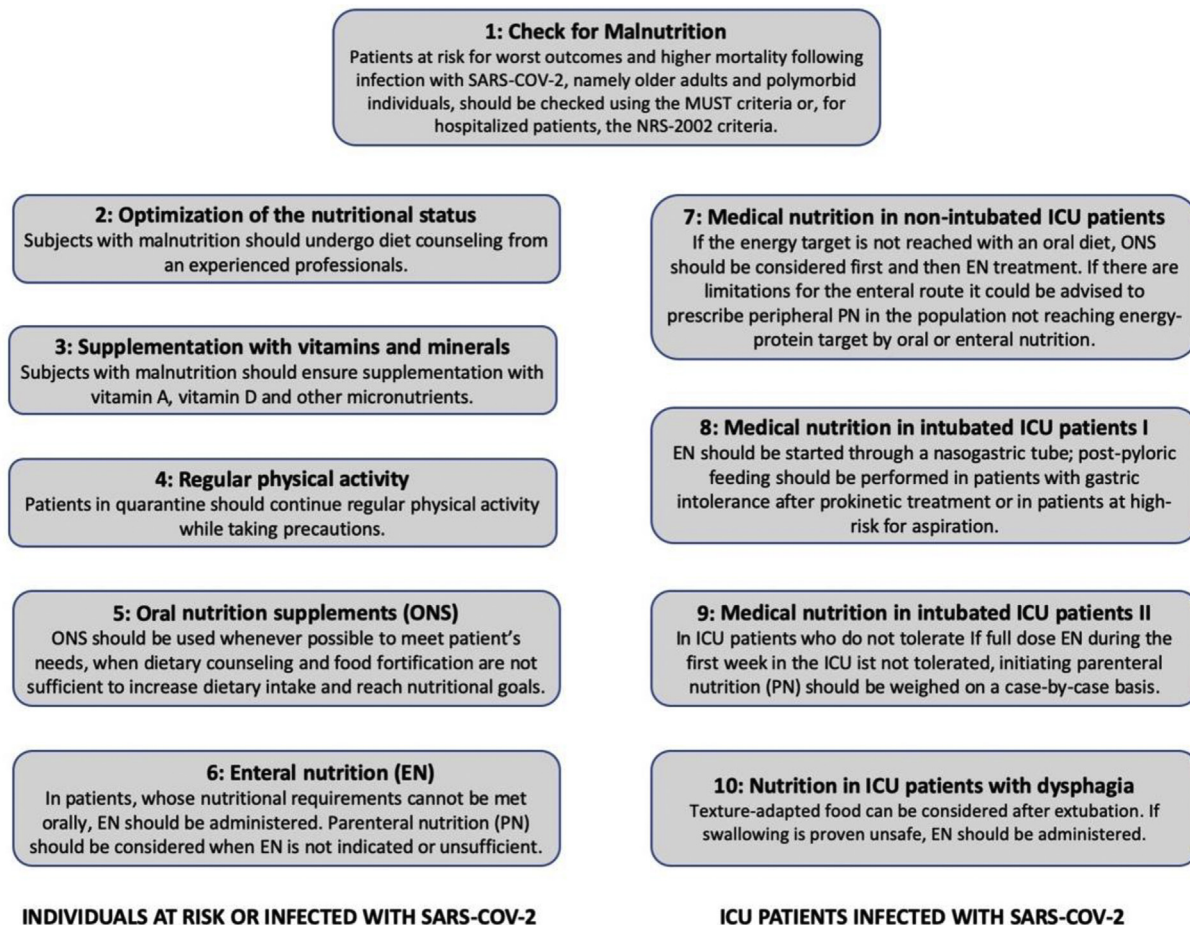 1: Check for Malnutrition
Patients at risk for worst outcomes and higher mortality following
infection with SARS-COV-2, namely older adults and polymorbid
individuals, should be checked using the MUST criteria or, for
hospitalized patients, the NRS-2002 criteria.
2: Optimization of the nutritional status
Subjects with malnutrition should undergo diet counseling from
an experienced professionals.
3: Supplementation with vitamins and minerals
Subjects with malnutrition should ensure supplementation with
vitamin A, vitamin D and other micronutrients.
4: Regular physical activity
Patients in quarantine should continue regular physical activity
while taking precautions.
5: Oral nutrition supplements (ONS)
ONS should be used whenever possible to meet patient's
needs, when dietary counseling and food fortification are not
sufficient to increase dietary intake and reach nutritional goals.
6: Enteral nutrition (EN)
In patients, whose nutritional requirements cannot be met
orally, EN should be administered. Parenteral nutrition (PN)
should be considered when EN is not indicated or unsufficient.
INDIVIDUALS AT RISK OR INFECTED WITH SARS-COV-2
7: Medical nutrition in non-intubated ICU patients
If the energy target is not reached with an oral diet, ONS
should be considered first and then EN treatment. If there are
limitations for the enteral route it could be advised to
prescribe peripheral PN in the population not reaching energy-
protein target by oral or enteral nutrition.
8: Medical nutrition in intubated ICU patients I
EN should be started through a nasogastric tube; post-pyloric
feeding should be performed in patients with gastric
intolerance after prokinetic treatment or in patients at high-
risk for aspiration.
9: Medical nutrition in intubated ICU patients II
In ICU patients who do not tolerate If full dose EN during the
first week in the ICU ist not tolerated, initiating parenteral
nutrition (PN) should be weighed on a case-by-case basis.
10: Nutrition in ICU patients with dysphagia
Texture-adapted food can be considered after extubation. If
swallowing is proven unsafe, EN should be administered.
ICU PATIENTS INFECTED WITH SARS-COV-2